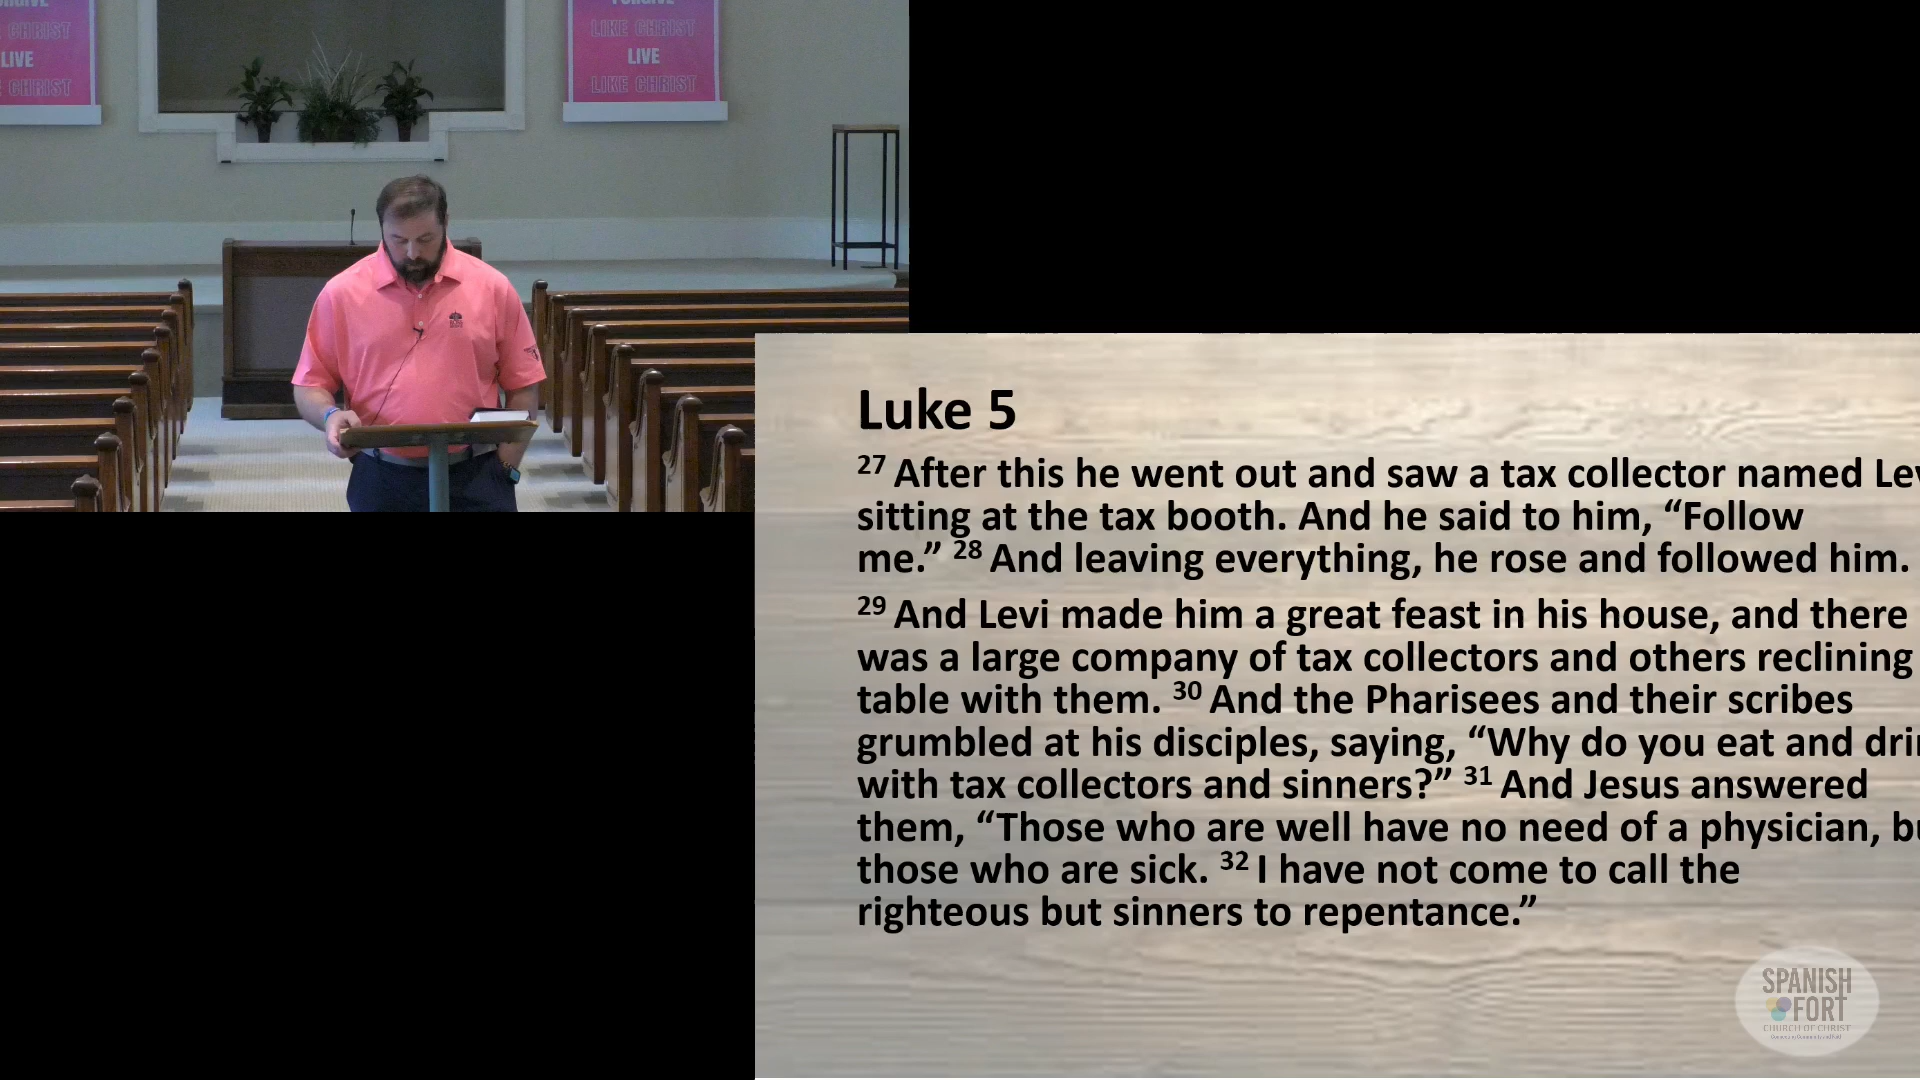 LIKE CHRIST
LIVE
LIKE CHRIST
LIKE CHRIST
LIVE
LIKE CHRIST
Luke 5
27 After this he went out and saw a tax collector named Lev
sitting at the tax booth. And he said to him, “Follow
me.” 28 And leaving everything, he rose and followed him.
29 And Levi made him a great feast in his house, and there
was a large company of tax collectors and others reclining
table with them. 30 And the Pharisees and their scribes
grumbled at his disciples, saying, “Why do you eat and drin
with tax collectors and sinners?” 31 And Jesus answered
them, “Those who are well have no need of a physician, bu
those who are sick. 32 I have not come to call the
righteous but sinners to repentance.”
SPANISH
FORT
CHURCH OF CHRIST